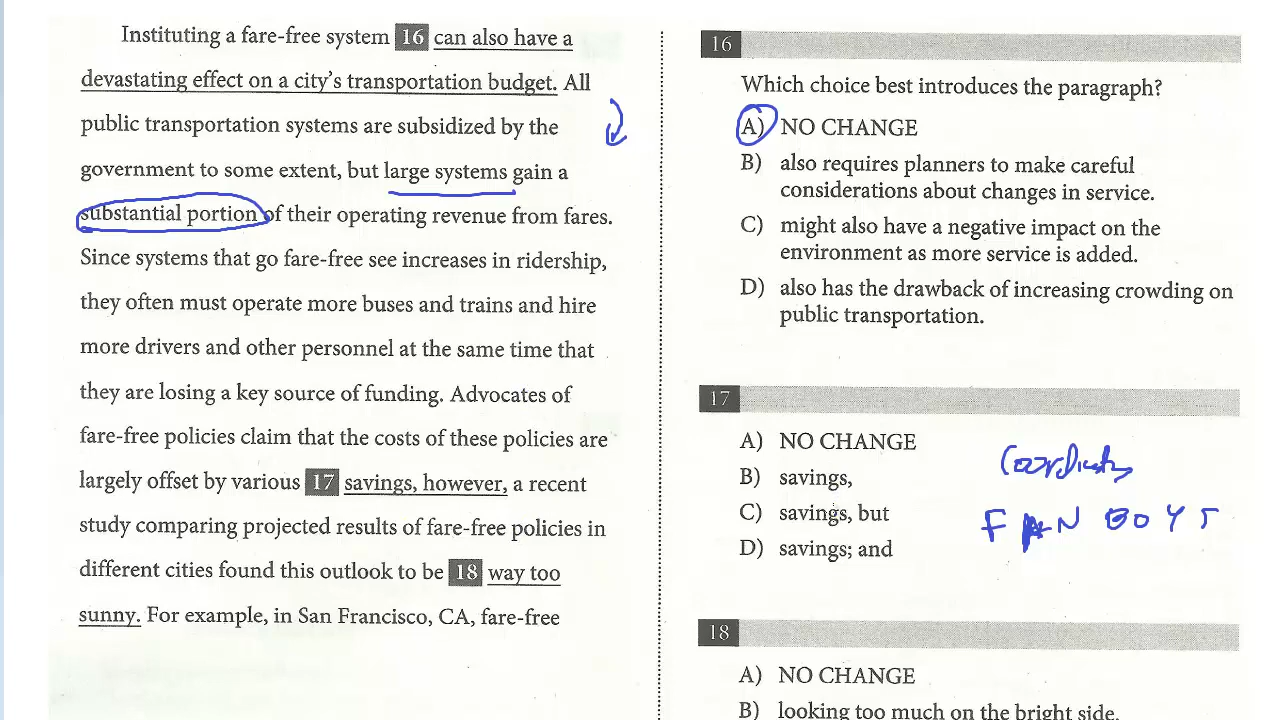 Instituting a fare-free system 16 can also have a
devastating effect on a city's transportation budget. All
public transportation systems are subsidized by the
government to some extent, but large systems gain a
substantial portion of their operating revenue from fares.
Since systems that go fare-free see increases in ridership,
they often must operate more buses and trains and hire
more drivers and other personnel at the same time that
they are losing a key source of funding. Advocates of
fare-free policies claim that the costs of these policies are
largely offset by various 17 savings, however, a recent
study comparing projected results of fare-free policies in
different cities found this outlook to be 18 way too
sunny. For example, in San Francisco, CA, fare-free
16
Which choice best introduces the paragraph?
A) NO CHANGE
B) also requires planners to make careful
considerations about changes in service.
C) might also have a negative impact on the
environment as more service is added.
D) also has the drawback of increasing crowding on
public transportation.
17
A) NO CHANGE
B) savings,
C) savings, but
D) savings; and
F A N B O Y S
18
A) NO CHANGE
B) looking too much on the bright side.